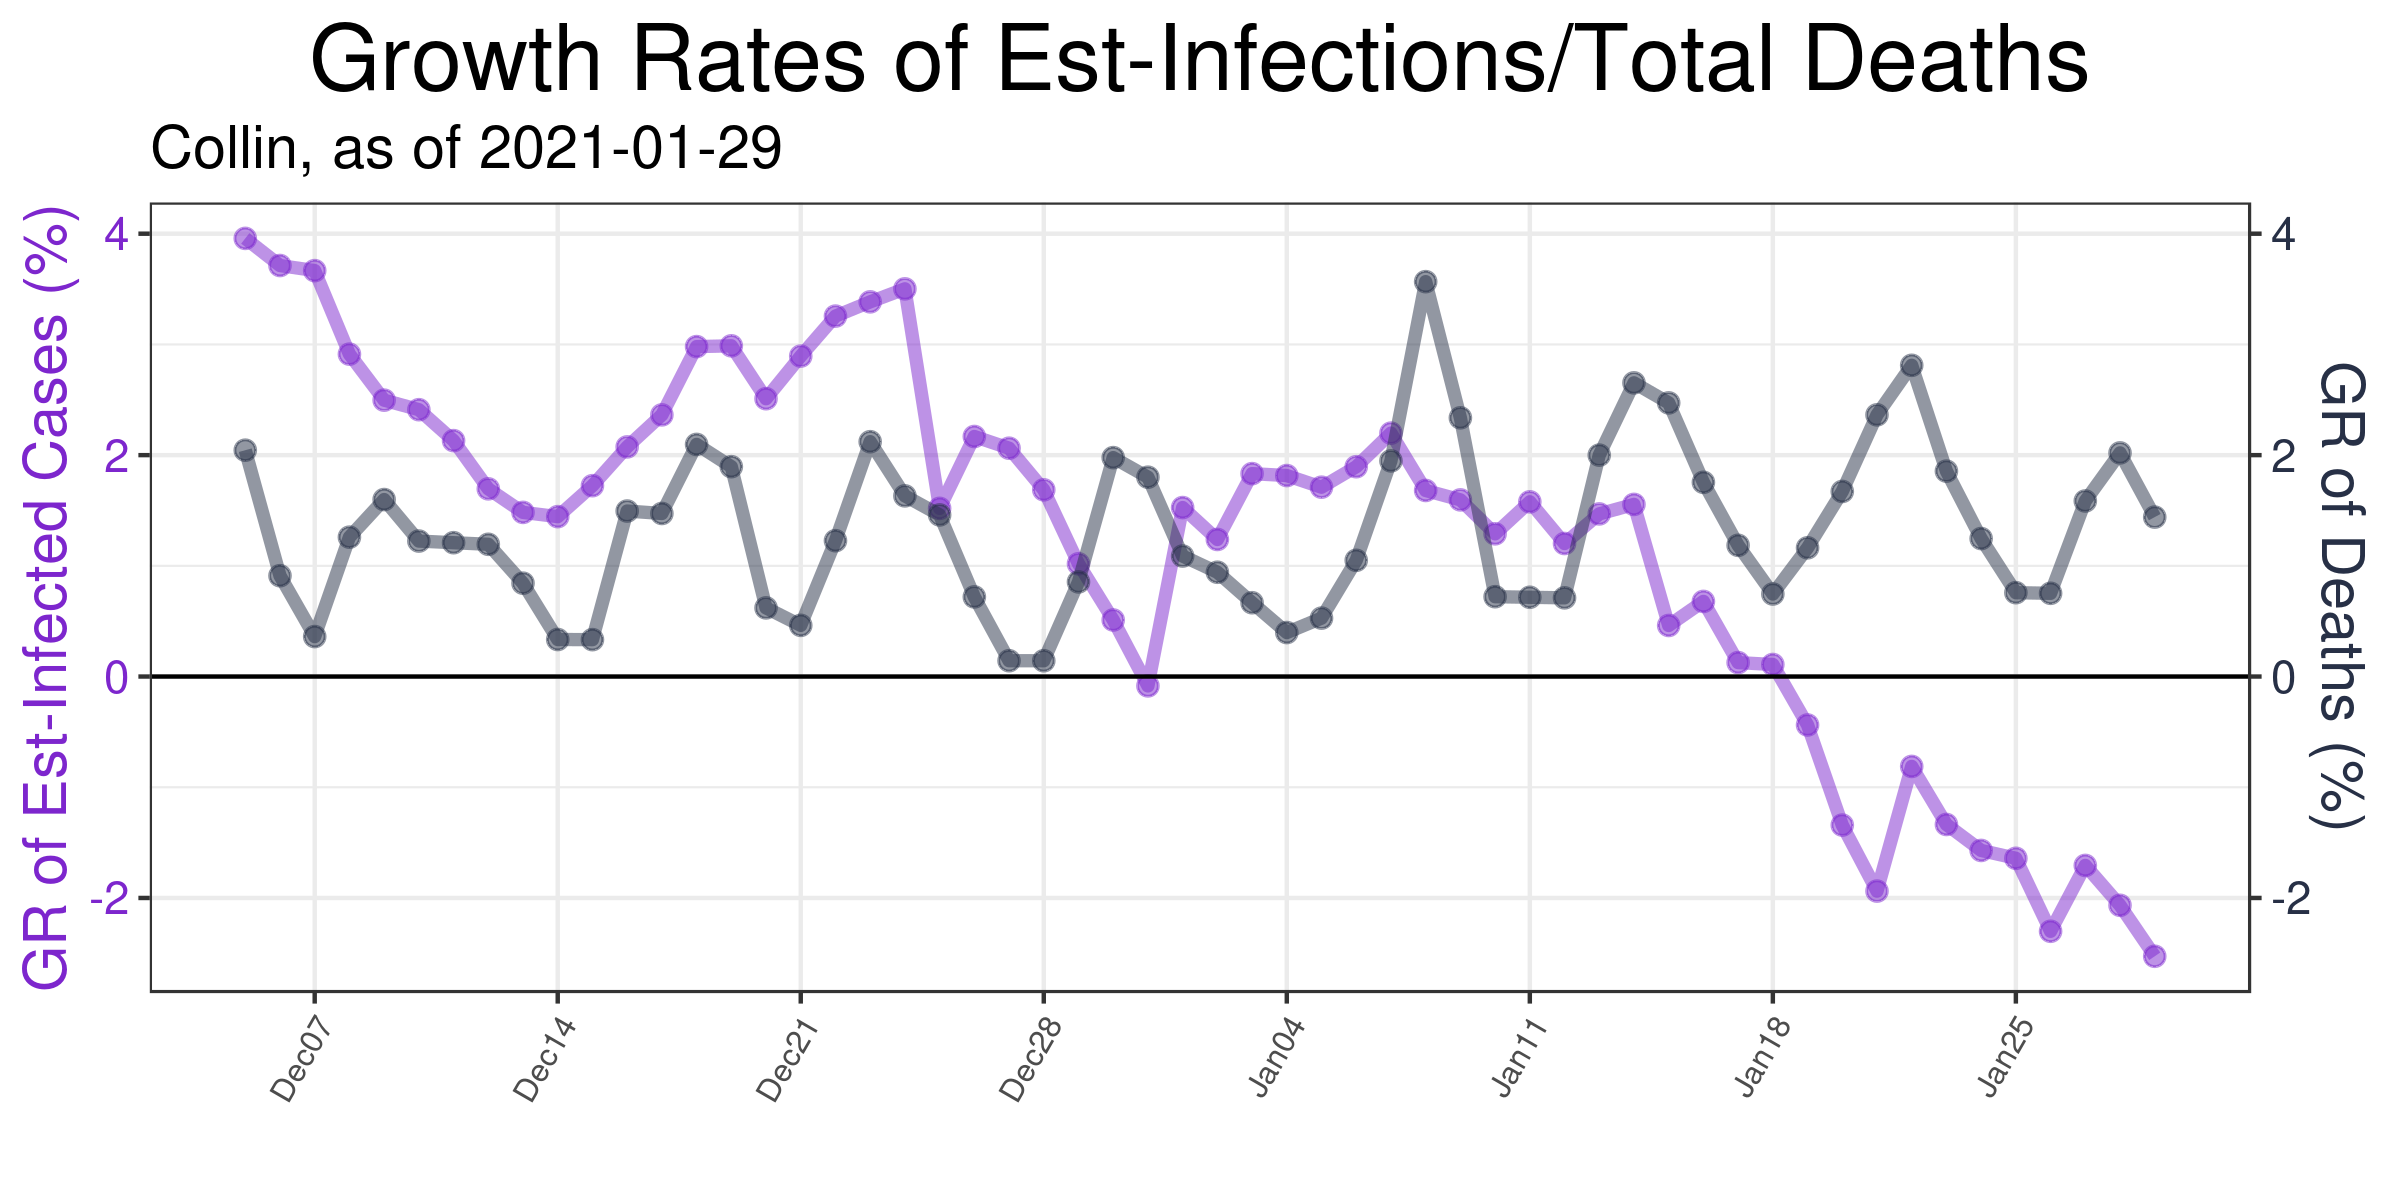 Growth Rates of Est-Infections/Total Deaths
Collin, as of 2021-01-29
GR of Est-Infected Cases (%)
4
2
0
-2
4
2
0
-2
GR of Deaths (%)
Dec07
Dec14
Dec21
Dec28
Jan04
Jan11
Jan18
Jan25